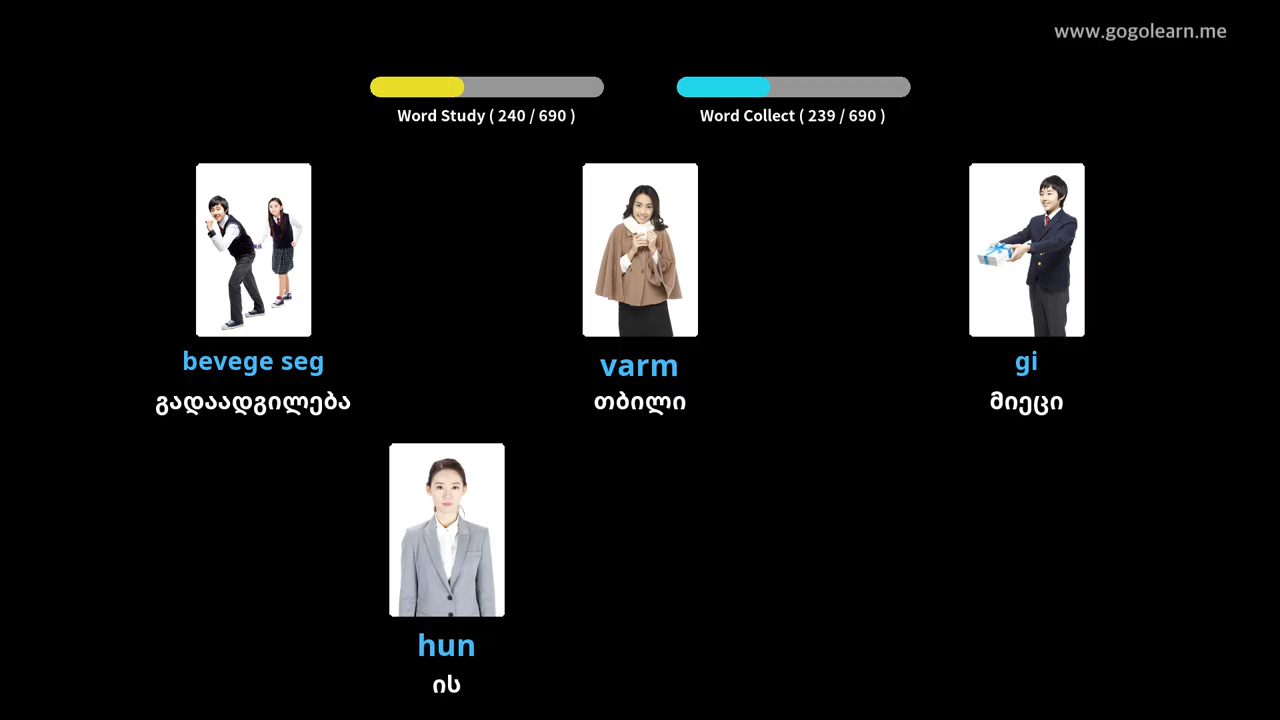 www.gogolearn.me
Word Study ( 240 / 690 )
Word Collect ( 239 / 690 )
bevege seg
გადაადგილება
varm
თბილი
gi
მიეცი
hun
ის